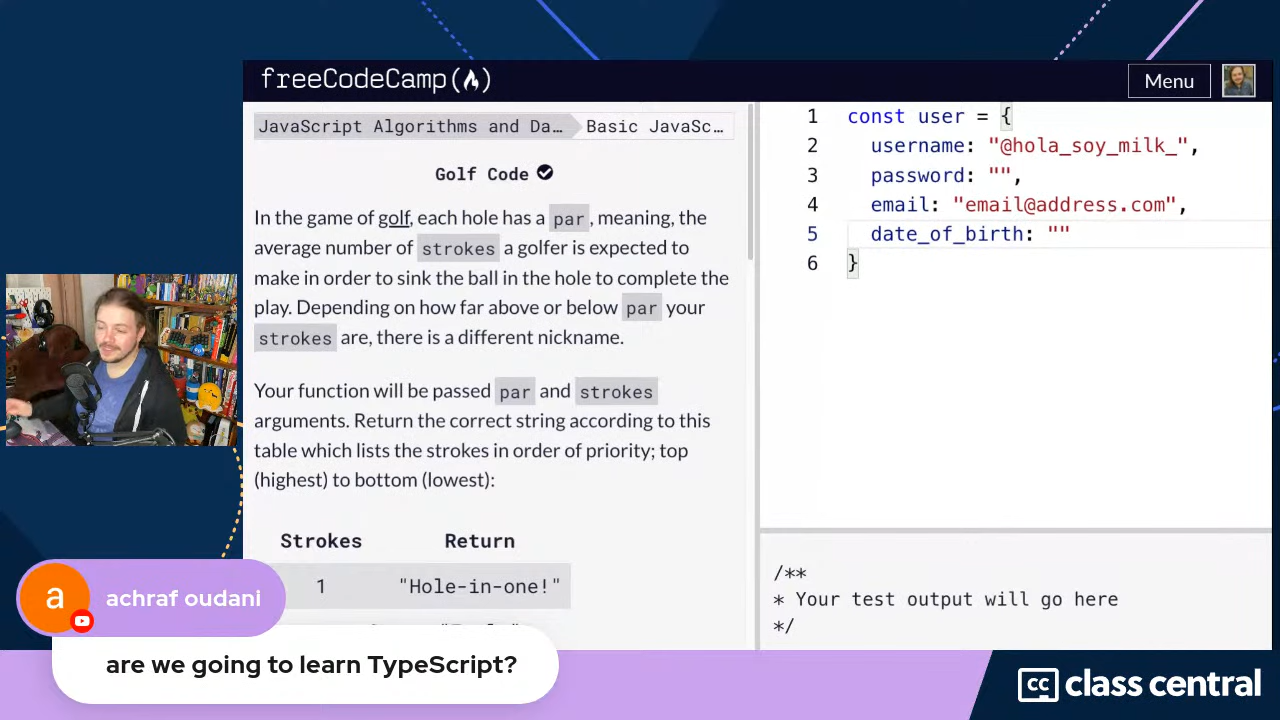 freeCodeCamp(🔥)
Menu
JavaScript Algorithms and Da…
Basic JavaSc…
Golf Code
In the game of golf, each hole has a par, meaning, the
average number of strokes a golfer is expected to
make in order to sink the ball in the hole to complete the
play. Depending on how far above or below par your
strokes are, there is a different nickname.
Your function will be passed par and strokes
arguments. Return the correct string according to this
table which lists the strokes in order of priority; top
(highest) to bottom (lowest):
Strokes Return
1 "Hole-in-one!"
1 const user = {
2 username: "@hola_soy_milk_",
3 password: "",
4 email: "email@address.com",
5 date_of_birth: ""
6 }
/**
* Your test output will go here
*/
a
achraf oudani
are we going to learn TypeScript?
cc class central